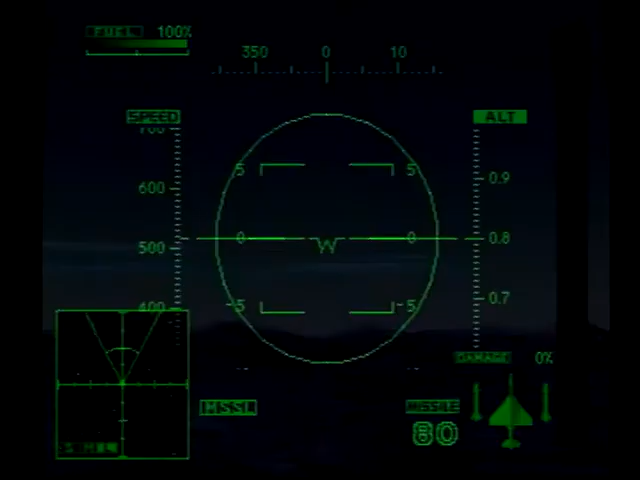 FUEL 100%
350 0 10
SPEED ALT
700
5 5
0.9
600
500 0 0 0.8
400 -5 -5 0.7
DAMAGE 0%
MSSL MISSILE
80